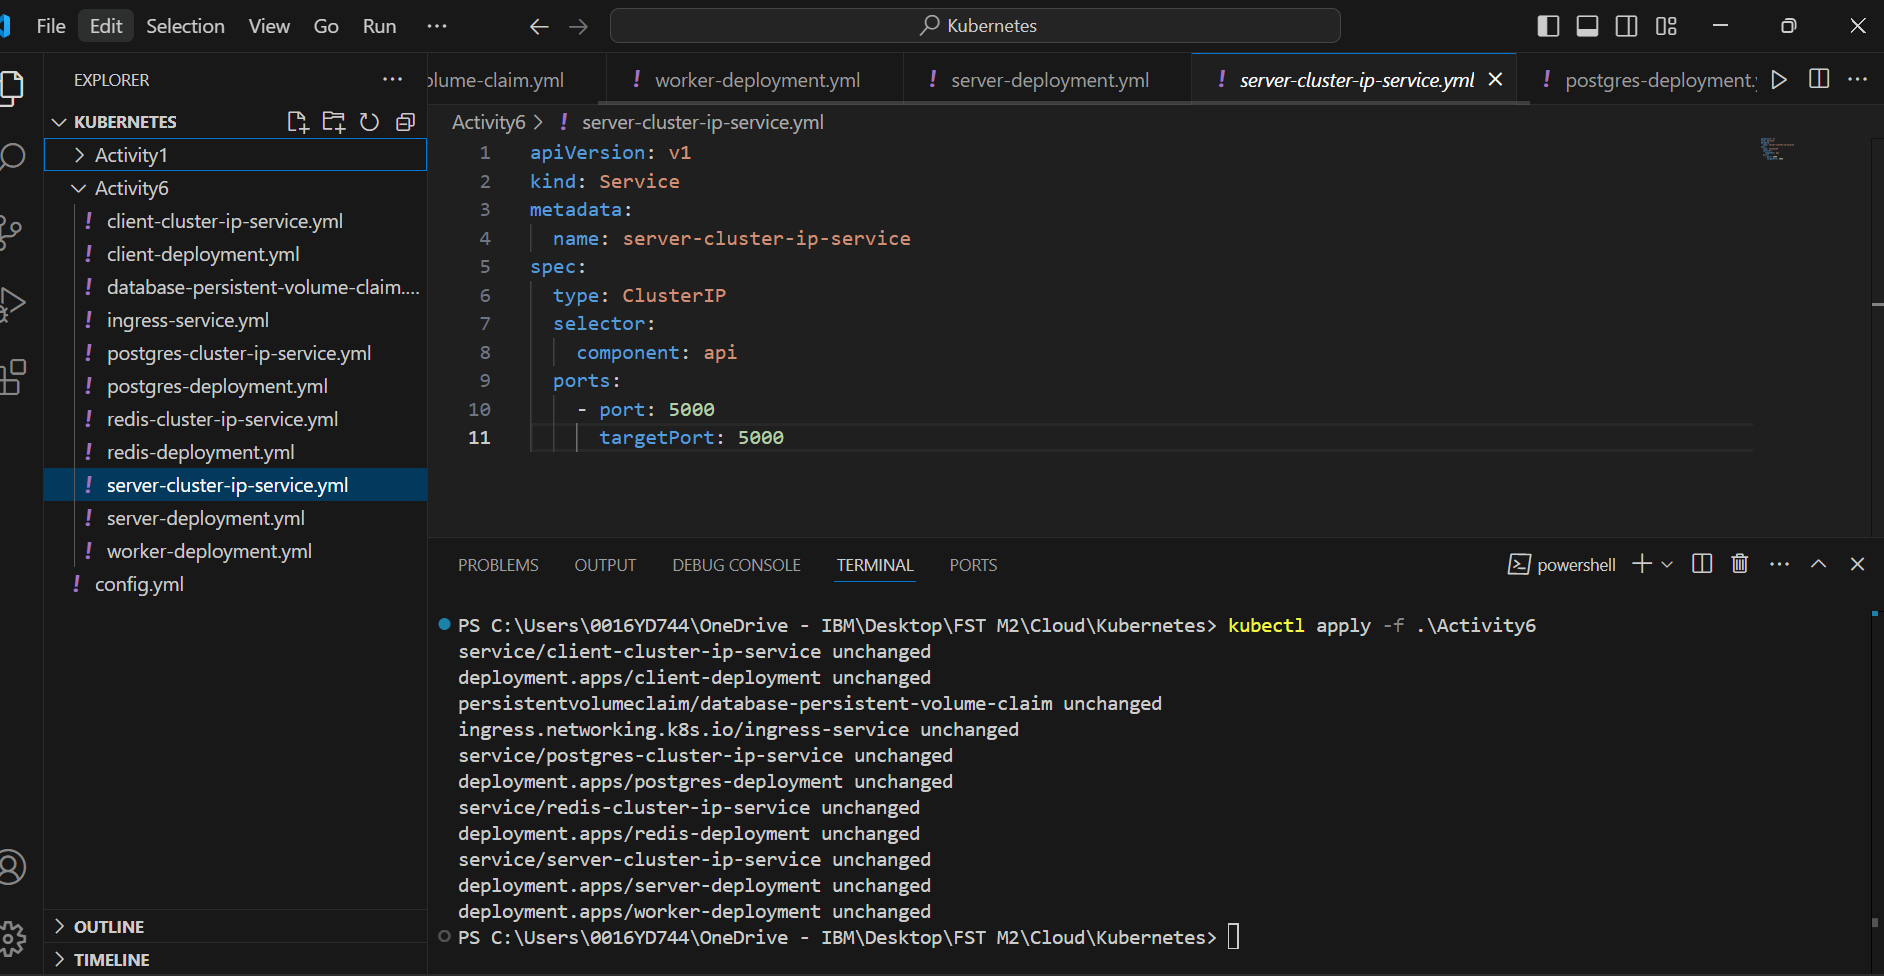 File Edit Selection View Go Run ··· Kubernetes
EXPLORER ···
olume-claim.yml ! worker-deployment.yml ! server-deployment.yml ! server-cluster-ip-service.yml ! postgres-deployment. ···
KUBERNETES
Activity1
Activity6
! client-cluster-ip-service.yml
! client-deployment.yml
! database-persistent-volume-claim....
! ingress-service.yml
! postgres-cluster-ip-service.yml
! postgres-deployment.yml
! redis-cluster-ip-service.yml
! redis-deployment.yml
! server-cluster-ip-service.yml
! server-deployment.yml
! worker-deployment.yml
! config.yml
OUTLINE
TIMELINE
Activity6 > ! server-cluster-ip-service.yml
1 apiVersion: v1
2 kind: Service
3 metadata:
4 name: server-cluster-ip-service
5 spec:
6 type: ClusterIP
7 selector:
8 component: api
9 ports:
10 - port: 5000
11 targetPort: 5000
PROBLEMS OUTPUT DEBUG CONSOLE TERMINAL PORTS powershell ···
PS C:\Users\0016YD744\OneDrive - IBM\Desktop\FST M2\Cloud\Kubernetes> kubectl apply -f .\Activity6
service/client-cluster-ip-service unchanged
deployment.apps/client-deployment unchanged
persistentvolumeclaim/database-persistent-volume-claim unchanged
ingress.networking.k8s.io/ingress-service unchanged
service/postgres-cluster-ip-service unchanged
deployment.apps/postgres-deployment unchanged
service/redis-cluster-ip-service unchanged
deployment.apps/redis-deployment unchanged
service/server-cluster-ip-service unchanged
deployment.apps/server-deployment unchanged
deployment.apps/worker-deployment unchanged
PS C:\Users\0016YD744\OneDrive - IBM\Desktop\FST M2\Cloud\Kubernetes>